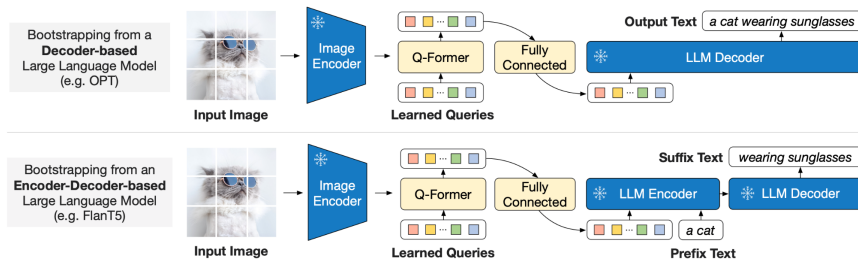 Bootstrapping from a
Decoder-based
Large Language Model
(e.g. OPT)
Input Image
Image
Encoder
Q-Former
Learned Queries
Fully
Connected
Output Text
a cat wearing sunglasses
LLM Decoder
Bootstrapping from an
Encoder-Decoder-based
Large Language Model
(e.g. FlanT5)
Input Image
Image
Encoder
Q-Former
Learned Queries
Fully
Connected
Suffix Text
wearing sunglasses
LLM Encoder
LLM Decoder
a cat
Prefix Text